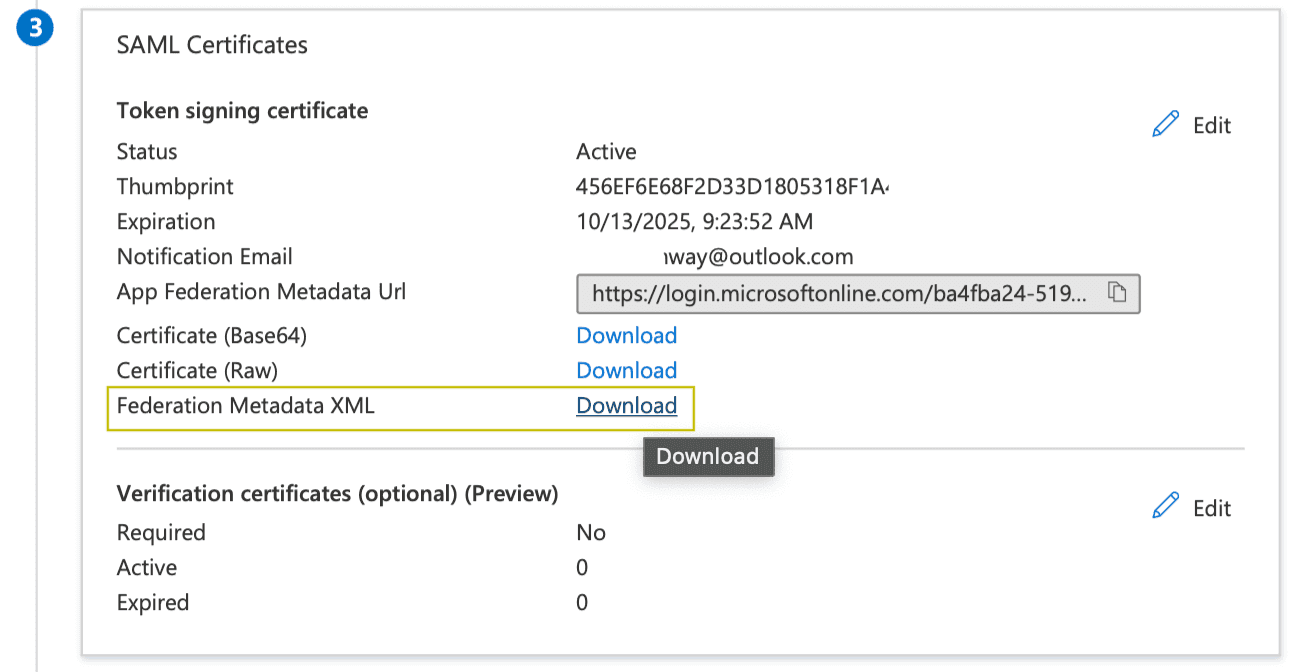 3
SAML Certificates
Token signing certificate
Edit
Status Active
Thumbprint 456EF6E68F2D33D1805318F1A
Expiration 10/13/2025, 9:23:52 AM
Notification Email way@outlook.com
App Federation Metadata Url https://login.microsoftonline.com/ba4fba24-519...
Certificate (Base64) Download
Certificate (Raw) Download
Federation Metadata XML Download
Download
Verification certificates (optional) (Preview)
Edit
Required No
Active 0
Expired 0